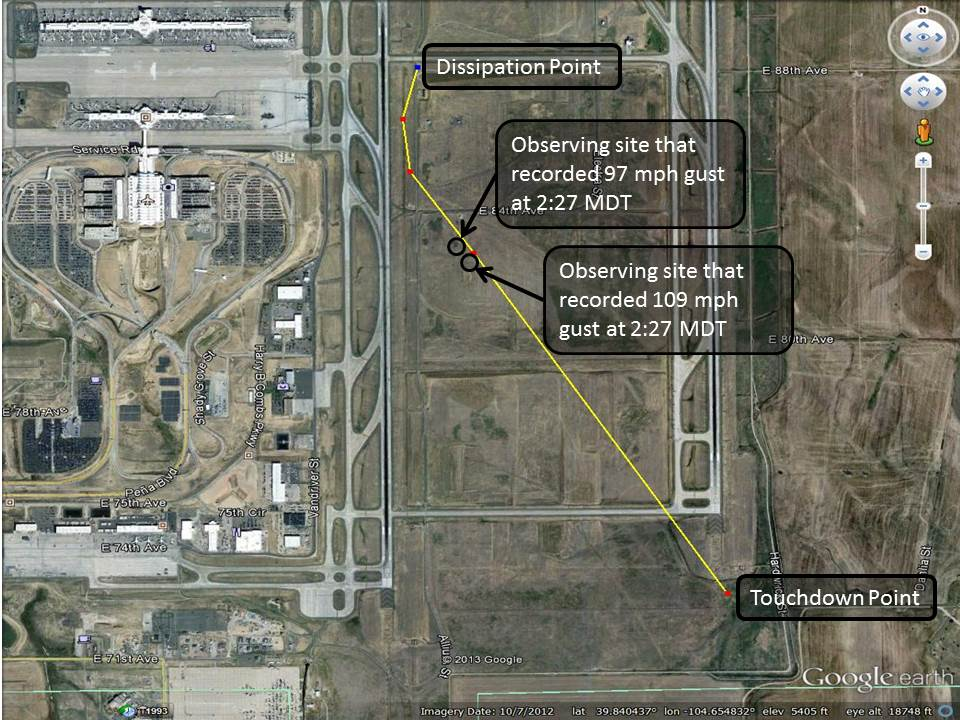 N
Dissipation Point
E 88th Ave
Observing site that
recorded 97 mph gust
at 2:27 MDT
Service Rd
E 84th Ave
Observing site that
recorded 109 mph
gust at 2:27 MDT
E 80th Ave
Shady Grove St
Harry B Combs Pkwy
E 78th Ave
Peña Blvd
E 75th Ave
75th Cir
Vandriver St
E 74th Ave
Touchdown Point
E 71st Ave
Allium St
© 2013 Google
Google earth
1993
Imagery Date: 10/7/2012 lat 39.840437° lon -104.654832° elev 5405 ft eye alt 18748 ft